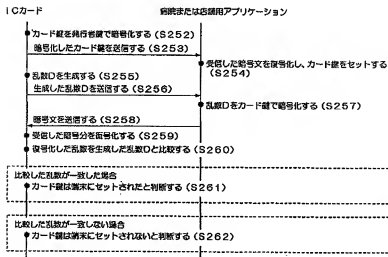 ICカード
病院または店舗用アプリケーション
カード鍵を発行者鍵で暗号化する(S252)
暗号化したカード鍵を送信する(S253)
受信した暗号文を復号化し、カード鍵をセットする
(S254)
乱数Dを生成する(S255)
生成した乱数Dを送信する(S256)
乱数Dをカード鍵で暗号化する(S257)
暗号文を送信する(S258)
受信した暗号分を復号化する(S259)
復号化した乱数を生成した乱数Dと比較する(S260)
比較した乱数が一致した場合
カード鍵は端末にセットされたと判断する(S261)
比較した乱数が一致しない場合
カード鍵は端末にセットされないと判断する(S262)